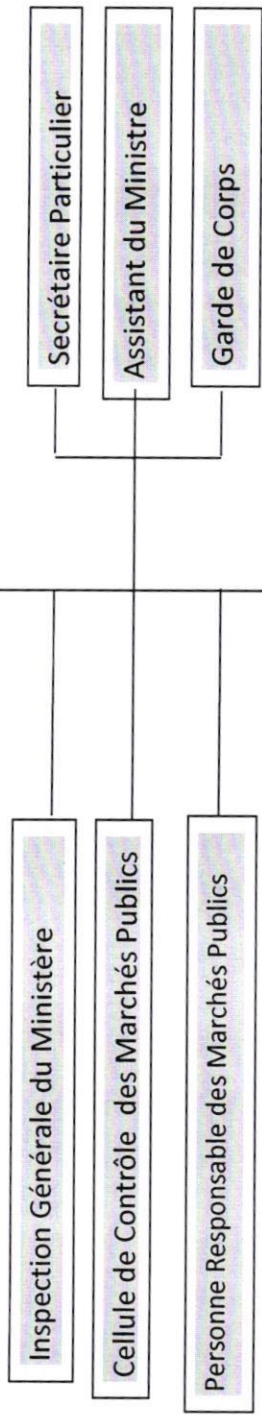 Secrétaire Particulier
Assistant du Ministre
Garde de Corps
Inspection Générale du Ministère
Cellule de Contrôle des Marchés Publics
Personne Responsable des Marchés Publics